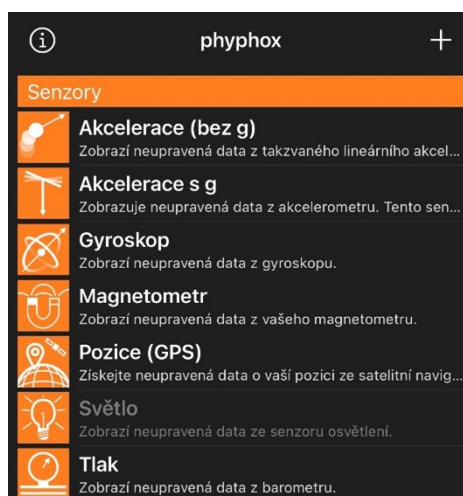 phyphox
Senzory
Akcelerace (bez g)
Zobrazí neupravená data z takzvaného lineárního akcel...
Akcelerace s g
Zobrazuje neupravená data z akcelerometru. Tento sen...
Gyroskop
Zobrazí neupravená data z gyroskopu.
Magnetometr
Zobrazí neupravená data z vašeho magnetometru.
Pozice (GPS)
Získejte neupravená data o vaší pozici ze satelitní navig...
Světlo
Zobrazí neupravená data ze senzoru osvětlení.
Tlak
Zobrazí neupravená data z barometru.